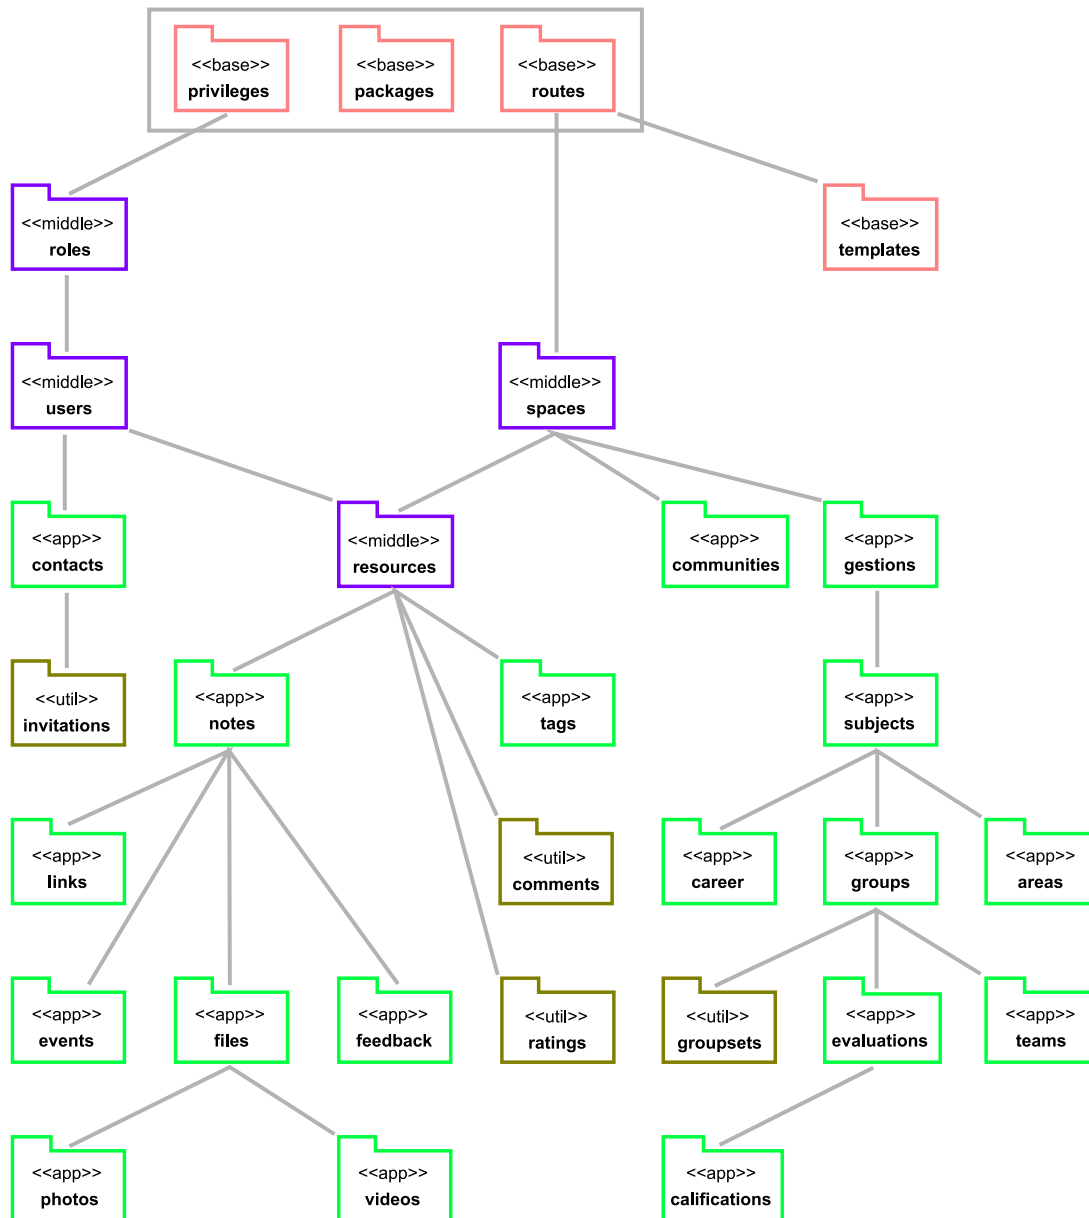 <<base>>
privileges
<<base>>
packages
<<base>>
routes
<<middle>>
roles
<<base>>
templates
<<middle>>
users
<<middle>>
spaces
<<app>>
contacts
<<middle>>
resources
<<app>>
communities
<<app>>
gestions
<<util>>
invitations
<<app>>
notes
<<app>>
tags
<<app>>
subjects
<<app>>
links
<<util>>
comments
<<app>>
career
<<app>>
groups
<<app>>
areas
<<app>>
events
<<app>>
files
<<app>>
feedback
<<util>>
ratings
<<util>>
groupsets
<<app>>
evaluations
<<app>>
teams
<<app>>
photos
<<app>>
videos
<<app>>
califications